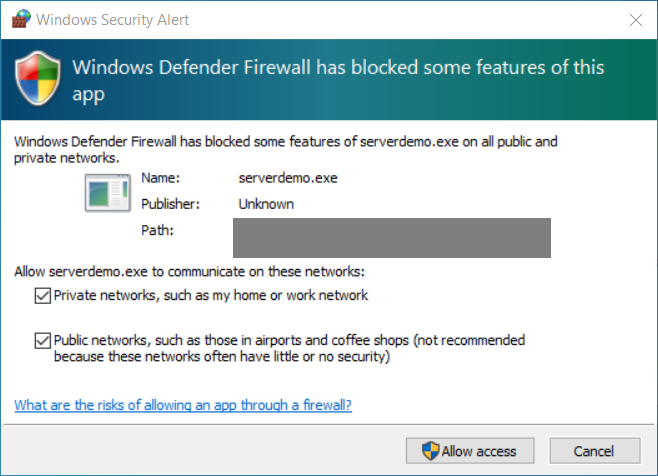 Windows Security Alert
Windows Defender Firewall has blocked some features of this
app
Windows Defender Firewall has blocked some features of serverdemo.exe on all public and
private networks.
Name: serverdemo.exe
Publisher: Unknown
Path:
Allow serverdemo.exe to communicate on these networks:
Private networks, such as my home or work network
Public networks, such as those in airports and coffee shops (not recommended
because these networks often have little or no security)
What are the risks of allowing an app through a firewall?
Allow access Cancel